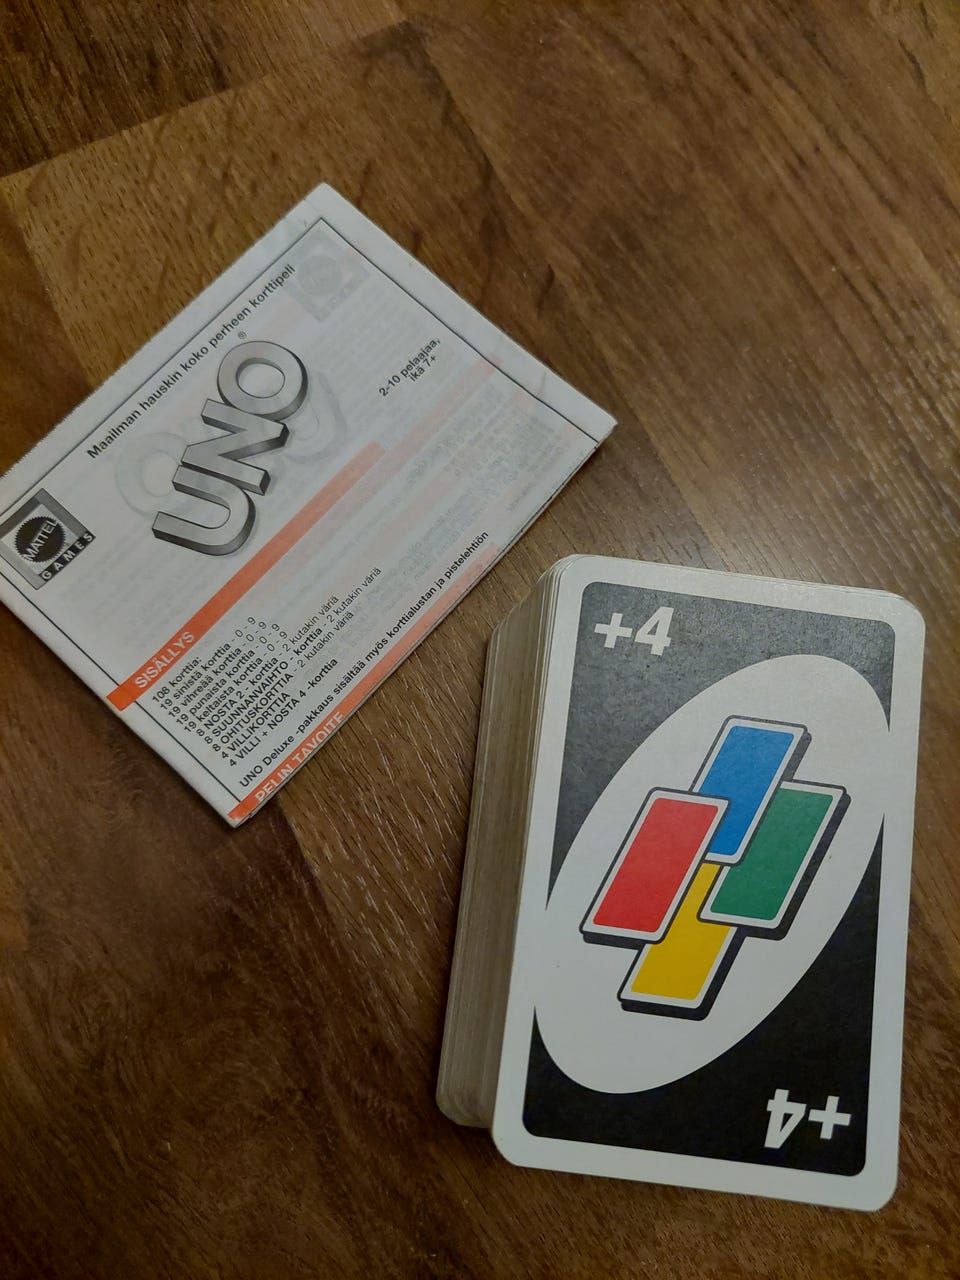 Maailman hauskin koko perheen korttipeli
UNO®
2-10 pelaajaa,
ikä 7+
MATTEL
GAMES
SISÄLLYS
108 korttia:
19 sinistä korttia - 0 - 9
19 vihreää korttia - 0 - 9
19 punaista korttia - 0 - 9
19 keltaista korttia - 0 - 9
8 NOSTA 2 - korttia - 2 kutakin väriä
8 SUUNNANVAIHTO - korttia - 2 kutakin väriä
8 OHITUSKORTTIA - 2 kutakin väriä
4 VILLIKORTTIA
4 VILLI + NOSTA 4 -korttia
UNO Deluxe -pakkaus sisältää myös korttialustan ja pistelehtiön
PELIN TAVOITE
+4
+4